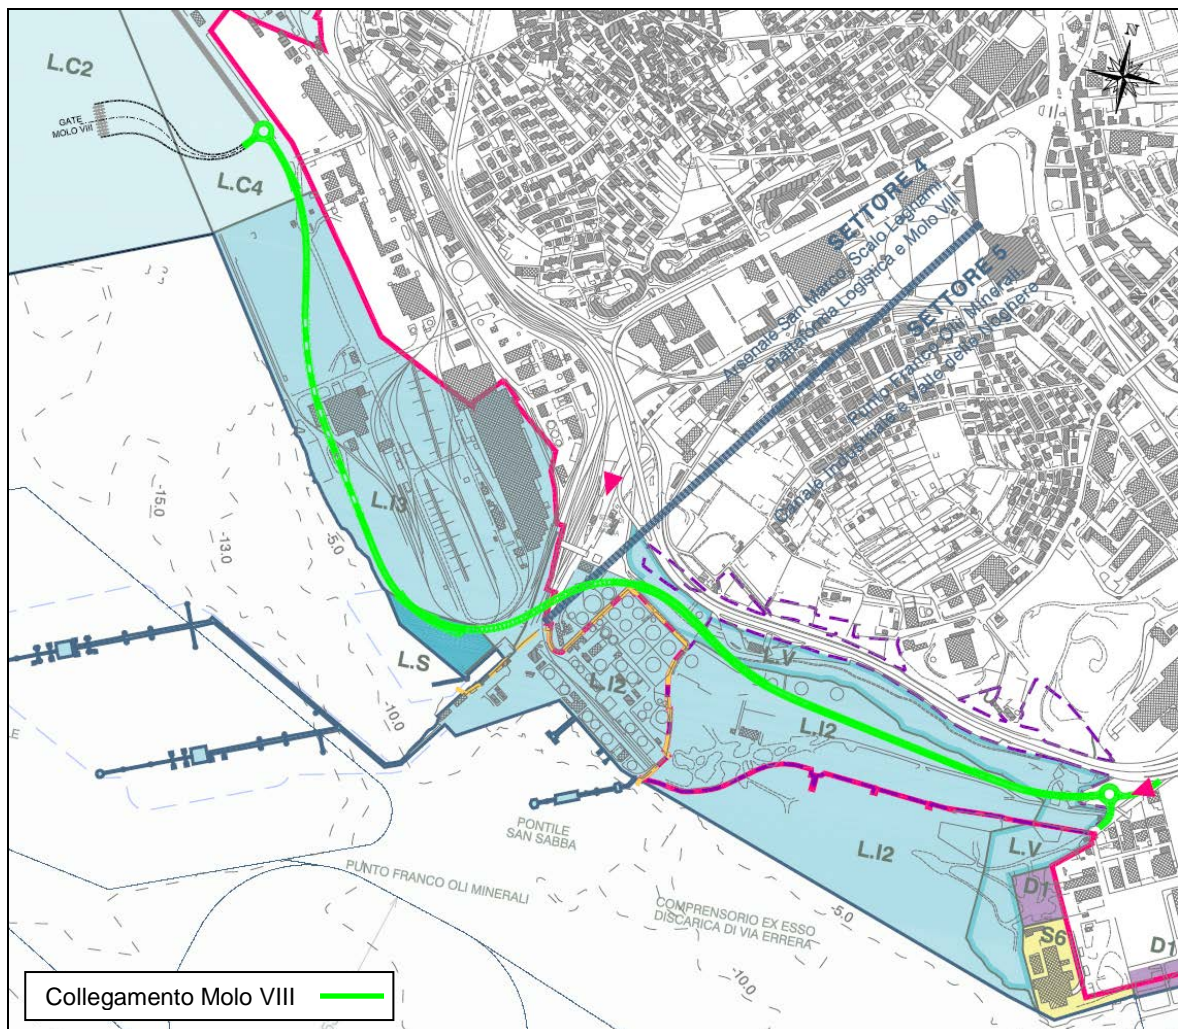 L.C2
N
GATE
MOLO VIII
L.C4
SETTORE 4
Arsenale San Marco, Scalo Legnami,
Piattaforma Logistica e Molo VIII
SETTORE 5
Punto Franco Olii Minerali,
Canale Industriale e Valle delle Noghere
-15.0
-13.0
-5.0
L.I3
L.S
-10.0
L.I2
L.V
L.I2
PONTILE
SAN SABBA
PUNTO FRANCO OLI MINERALI
L.I2
L.V
D1
COMPRENSORIO EX ESSO
DISCARICA DI VIA ERRERA
-5.0
S6
D1
-10.0
Collegamento Molo VIII